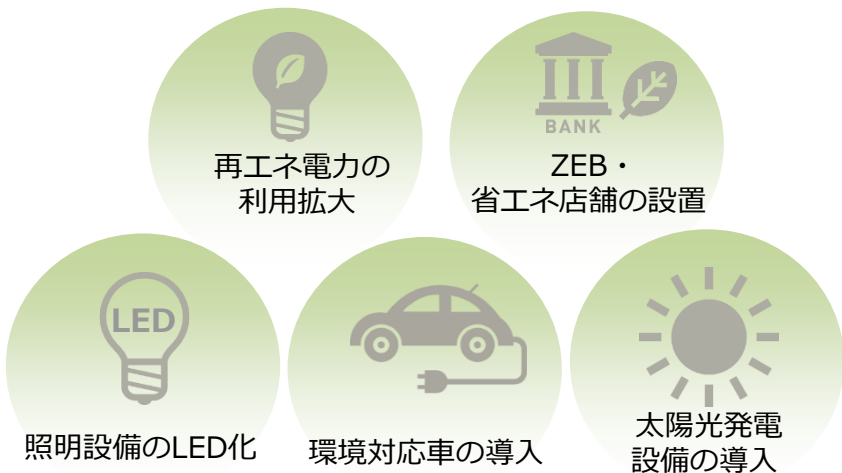 BANK
再エネ電力の
利用拡大
ZEB・
省エネ店舗の設置
LED
照明設備のLED化
環境対応車の導入
太陽光発電
設備の導入